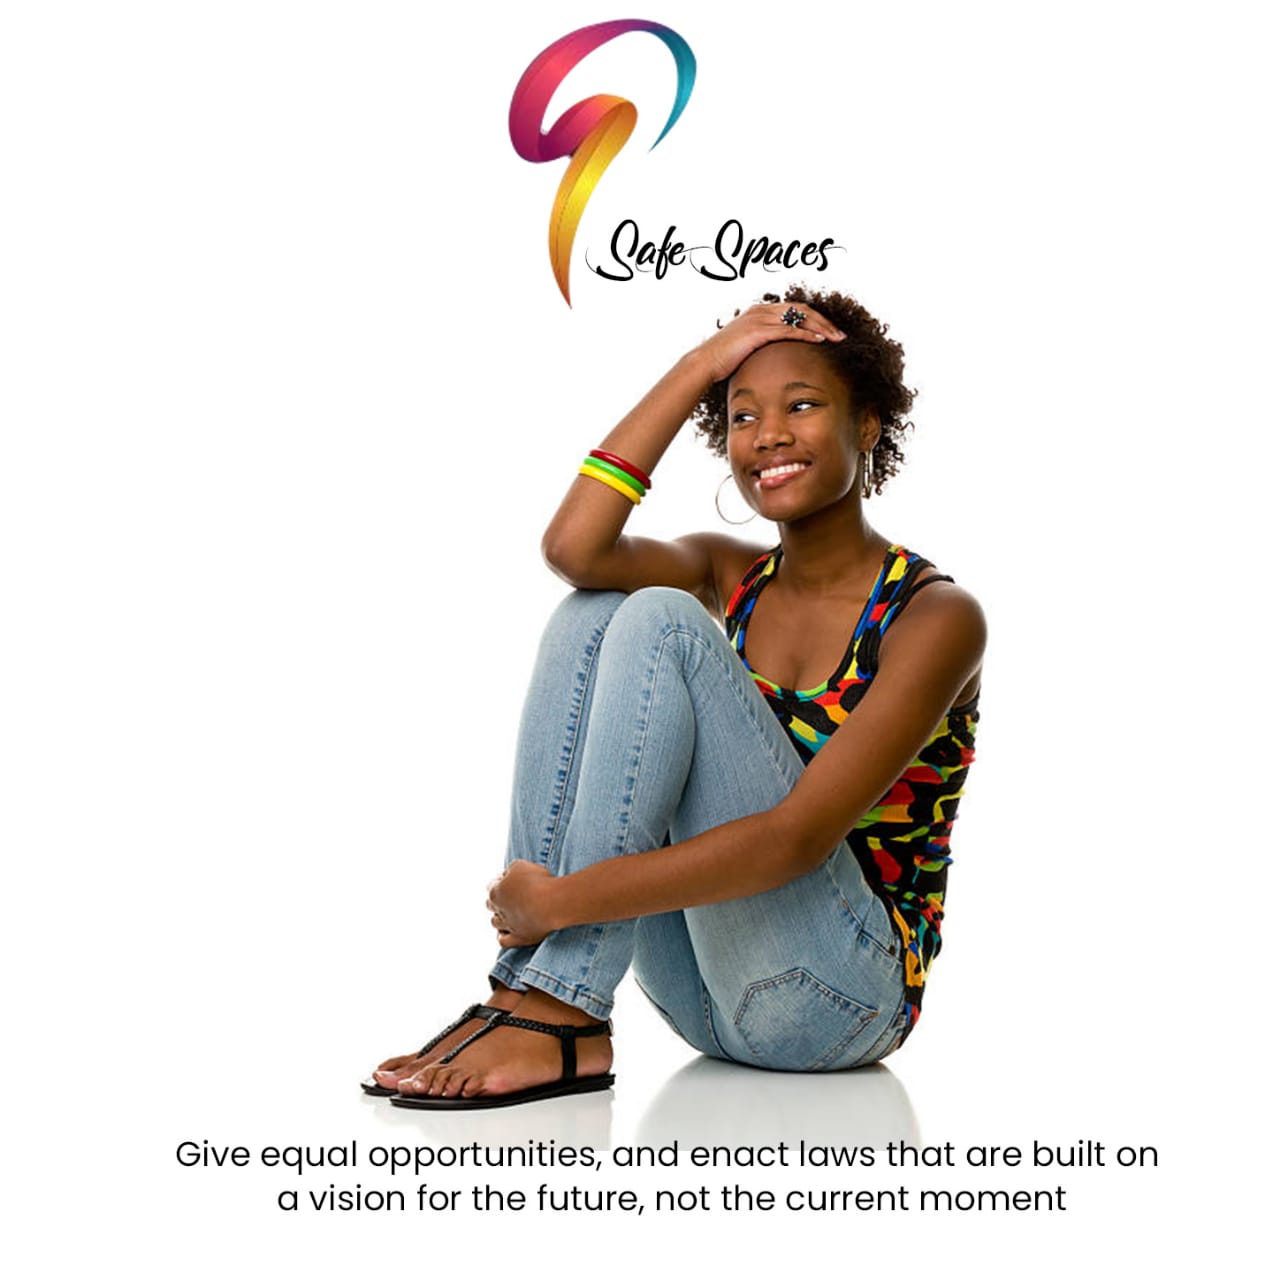 Safe Spaces
Give equal opportunities, and enact laws that are built on
a vision for the future, not the current moment